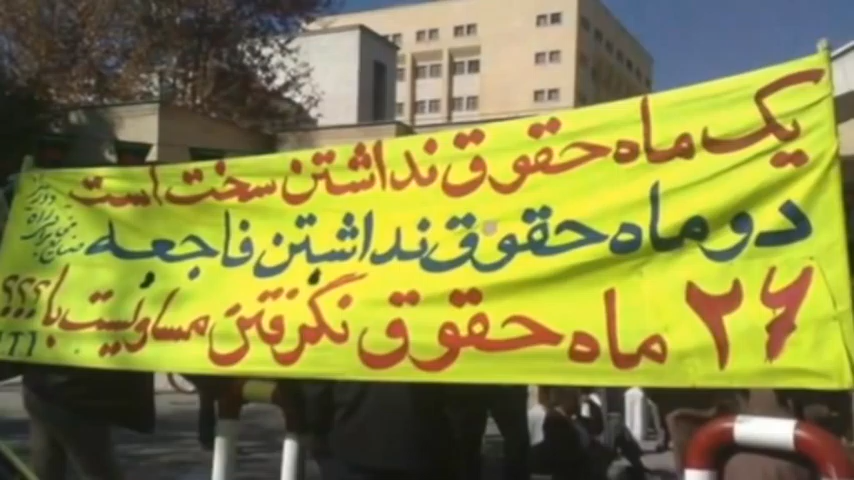 یک ماه حقوق نداشتن سخت است
دو ماه حقوق نداشتن فاجعه
۲۶ ماه حقوق نگرفتن مساویست با؟؟؟